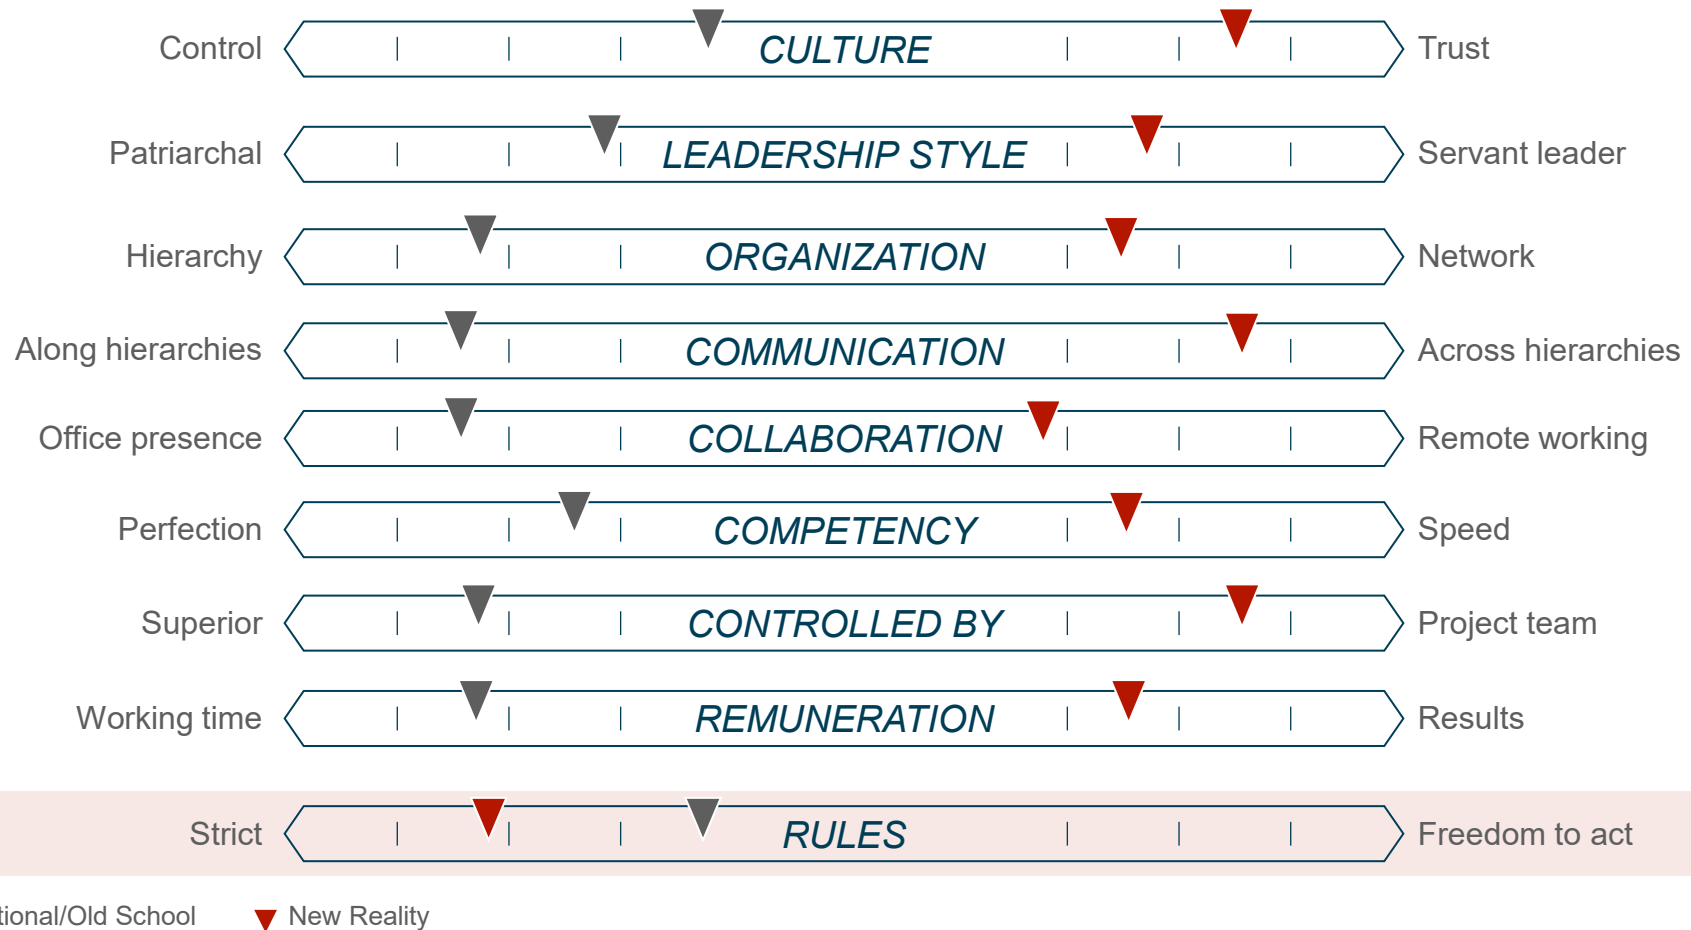 Control CULTURE Trust
Patriarchal LEADERSHIP STYLE Servant leader
Hierarchy ORGANIZATION Network
Along hierarchies COMMUNICATION Across hierarchies
Office presence COLLABORATION Remote working
Perfection COMPETENCY Speed
Superior CONTROLLED BY Project team
Working time REMUNERATION Results
Strict RULES Freedom to act
tional/Old School New Reality